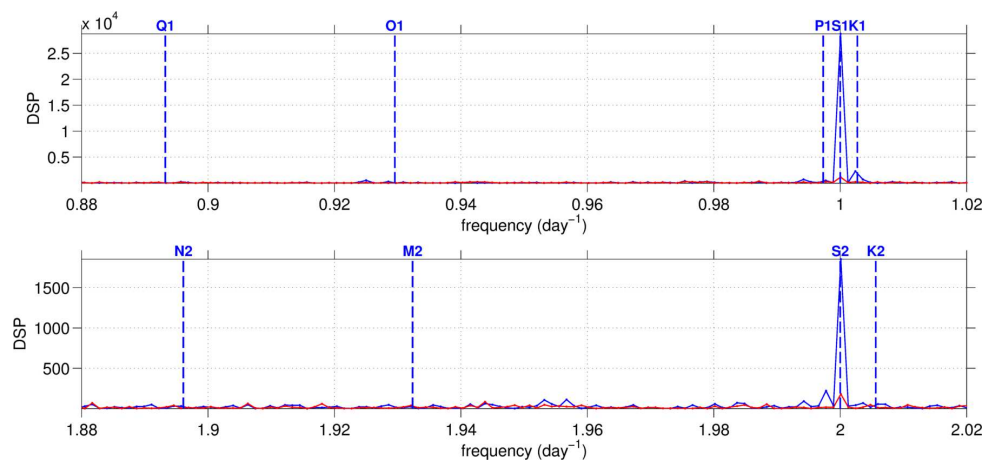 x 10⁴ Q1 O1 P1S1K1
2.5
2
1.5
1
0.5
DSP
0.88 0.9 0.92 0.94 0.96 0.98 1 1.02
frequency (day⁻¹)
N2 M2 S2 K2
1500
1000
500
DSP
1.88 1.9 1.92 1.94 1.96 1.98 2 2.02
frequency (day⁻¹)